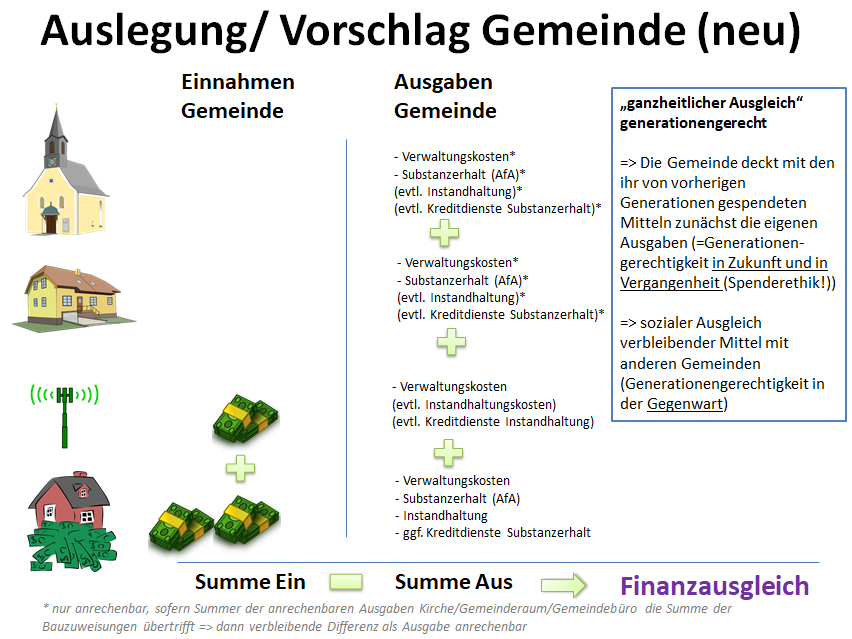 Auslegung/ Vorschlag Gemeinde (neu)
Einnahmen
Gemeinde
Ausgaben
Gemeinde
- Verwaltungskosten*
- Substanzerhalt (AfA)*
(evtl. Instandhaltung)*
(evtl. Kreditdienste Substanzerhalt)*
- Verwaltungskosten*
- Substanzerhalt (AfA)*
(evtl. Instandhaltung)*
(evtl. Kreditdienste Substanzerhalt)*
- Verwaltungskosten
(evtl. Instandhaltungskosten)
(evtl. Kreditdienste Instandhaltung)
- Verwaltungskosten
- Substanzerhalt (AfA)
- Instandhaltung
- ggf. Kreditdienste Substanzerhalt
„ganzheitlicher Ausgleich“
generationengerecht
=> Die Gemeinde deckt mit den
ihr von vorherigen
Generationen gespendeten
Mitteln zunächst die eigenen
Ausgaben (=Generationen-
gerechtigkeit in Zukunft und in
Vergangenheit (Spenderethik!))
=> sozialer Ausgleich
verbleibender Mittel mit
anderen Gemeinden
(Generationengerechtigkeit in
der Gegenwart)
Summe Ein
Summe Aus
Finanzausgleich
* nur anrechenbar, sofern Summer der anrechenbaren Ausgaben Kirche/Gemeinderaum/Gemeindebüro die Summe der
Bauzuweisungen übertrifft => dann verbleibende Differenz als Ausgabe anrechenbar